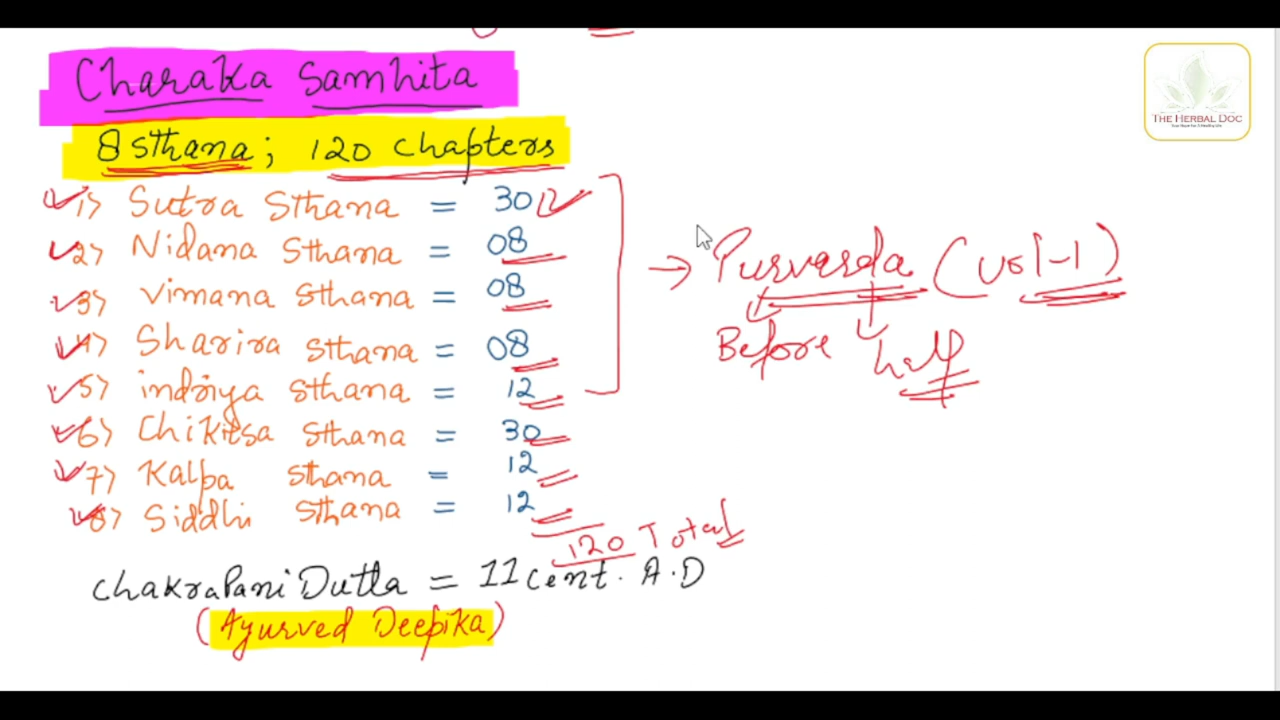 Charaka Samhita
8 Sthana ; 120 chapters
1) Sutra Sthana = 30
2) Nidana Sthana = 08
3) Vimana Sthana = 08
4) Sharira Sthana = 08
5) indriya Sthana = 12
6) Chikitsa Sthana = 30
7) Kalpa Sthana = 12
8) Siddhi Sthana = 12
120 Total
→ Purvarda (vol-1)
Before half
ChakraPani Dutta = 11 Cent. A.D
(Ayurved Deepika)
THE HERBAL DOC